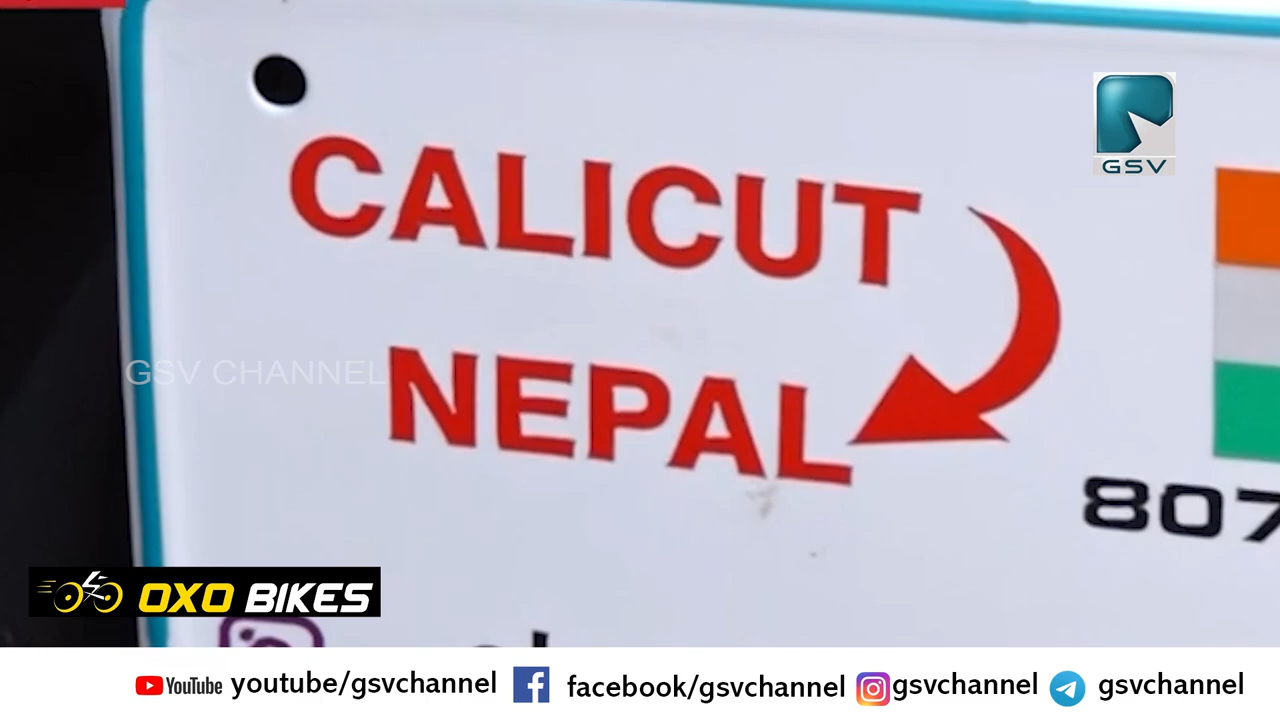 GSV
CALICUT
NEPAL
GSV CHANNEL
807
OXO BIKES
YouTube youtube/gsvchannel facebook/gsvchannel gsvchannel gsvchannel